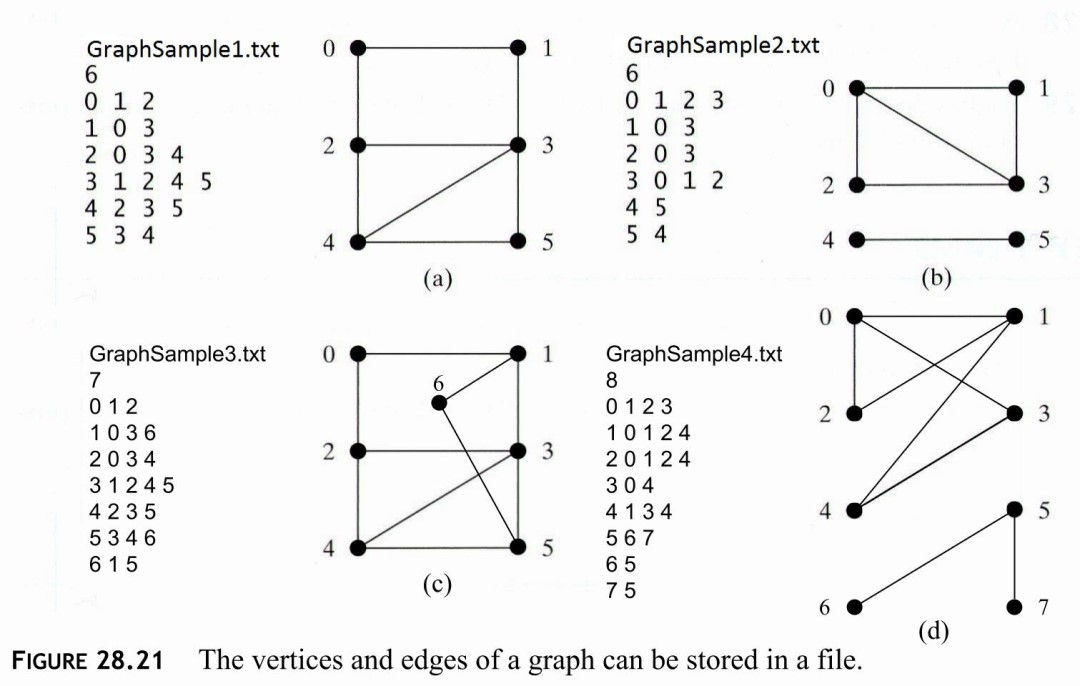 GraphSample1.txt
6
0 1 2
1 0 3
2 0 3 4
3 1 2 4 5
4 2 3 5
5 3 4
0 1
2 3
4 5
(a)
GraphSample2.txt
6
0 1 2 3
1 0 3
2 0 3
3 0 1 2
4 5
5 4
0 1
2 3
4 5
(b)
GraphSample3.txt
7
0 1 2
1 0 3 6
2 0 3 4
3 1 2 4 5
4 2 3 5
5 3 4 6
6 1 5
0 1
6
2 3
4 5
(c)
GraphSample4.txt
8
0 1 2 3
1 0 1 2 4
2 0 1 2 4
3 0 4
4 1 3 4
5 6 7
6 5
7 5
0 1
2 3
4 5
6 7
(d)
FIGURE 28.21 The vertices and edges of a graph can be stored in a file.